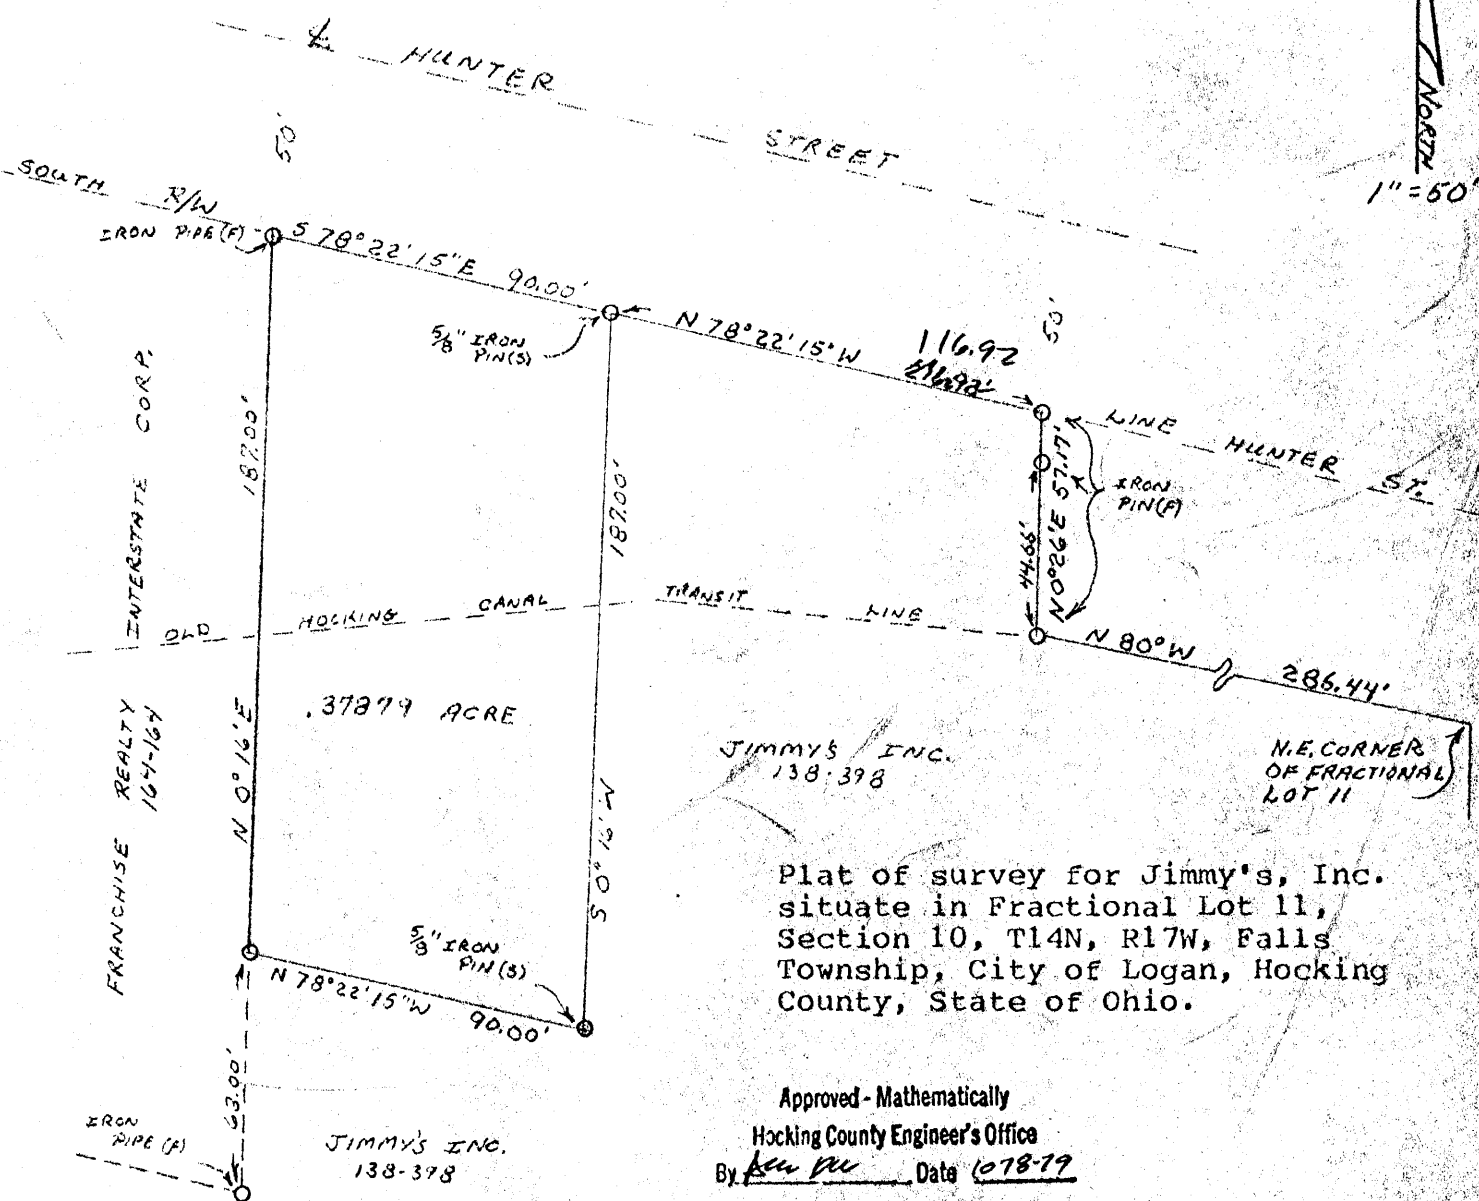 ℄ HUNTER STREET
NORTH
1"=50'
50'
SOUTH R/W
IRON PIPE (F)
S 78°22'15"E 90.00'
5/8" IRON
PIN(S)
N 78°22'15"W 116.92
50'
LINE HUNTER ST.
IRON
PIN(F)
N 0°26'E 57.17'
44.66'
187.00'
187.00'
FRANCHISE REALTY INTERSTATE CORP.
164-164
OLD HOCKING CANAL TRANSIT LINE
N 80°W 286.44'
N 0°16'E
.37879 ACRE
JIMMY'S INC.
138-398
N.E. CORNER
OF FRACTIONAL
LOT 11
S 0°16'W
5/8" IRON
PIN(S)
N 78°22'15"W 90.00'
Plat of survey for Jimmy's, Inc.
situate in Fractional Lot 11,
Section 10, T14N, R17W, Falls
Township, City of Logan, Hocking
County, State of Ohio.
63.00'
IRON
PIPE (F)
JIMMY'S INC.
138-398
Approved - Mathematically
Hocking County Engineer's Office
By Date